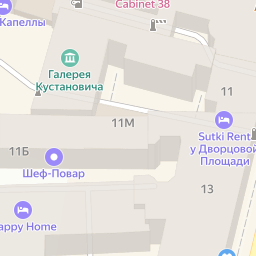 Cabinet 38
Капеллы
Галерея
Кустановича
11
11М
Sutki Rent
у Дворцовой
Площади
11Б
Шеф-Повар
13
appy Home